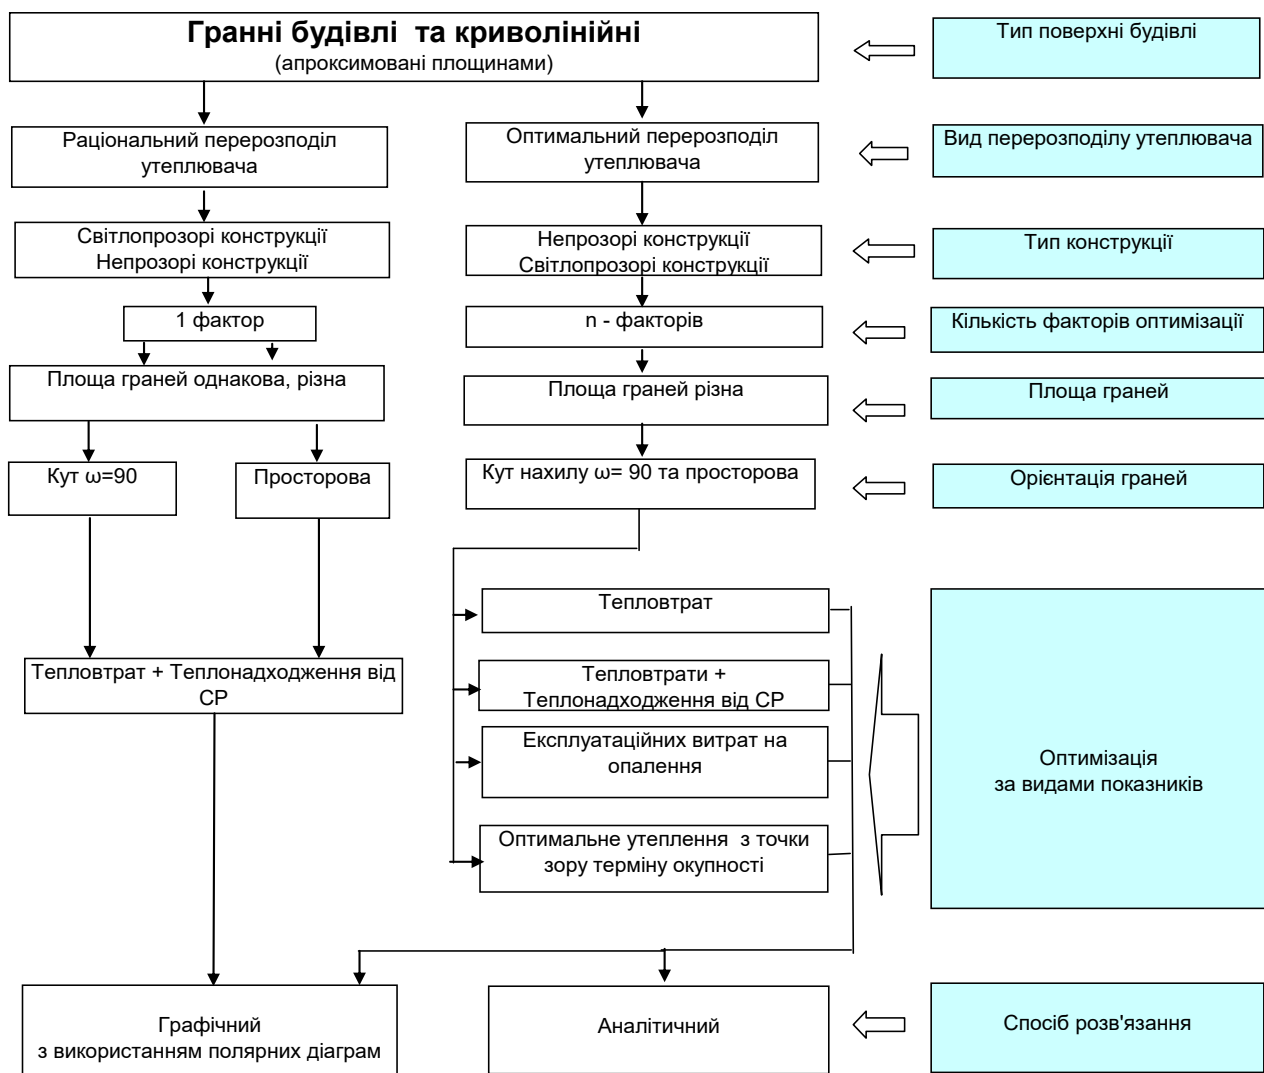 Гранні будівлі та криволінійні
(апроксимовані площинами)
Тип поверхні будівлі
Раціональний перерозподіл
утеплювача
Оптимальний перерозподіл
утеплювача
Вид перерозподілу утеплювача
Світлопрозорі конструкції
Непрозорі конструкції
Непрозорі конструкції
Світлопрозорі конструкції
Тип конструкції
1 фактор
n - факторів
Кількість факторів оптимізації
Площа граней однакова, різна
Площа граней різна
Площа граней
Кут ω=90
Просторова
Кут нахилу ω= 90 та просторова
Орієнтація граней
Тепловтрат + Теплонадходження від
СР
Тепловтрат
Тепловтрати +
Теплонадходження від СР
Експлуатаційних витрат на
опалення
Оптимальне утеплення з точки
зору терміну окупності
Оптимізація
за видами показників
Графічний
з використанням полярних діаграм
Аналітичний
Спосіб розв'язання